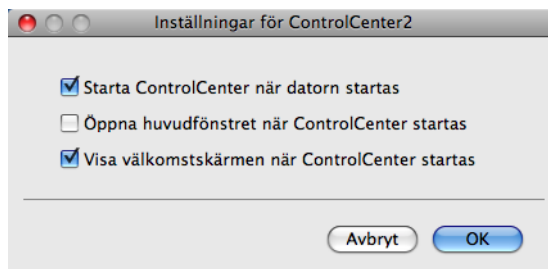 Inställningar för ControlCenter2
Starta ControlCenter när datorn startas
Öppna huvudfönstret när ControlCenter startas
Visa välkomstskärmen när ControlCenter startas
Avbryt
OK